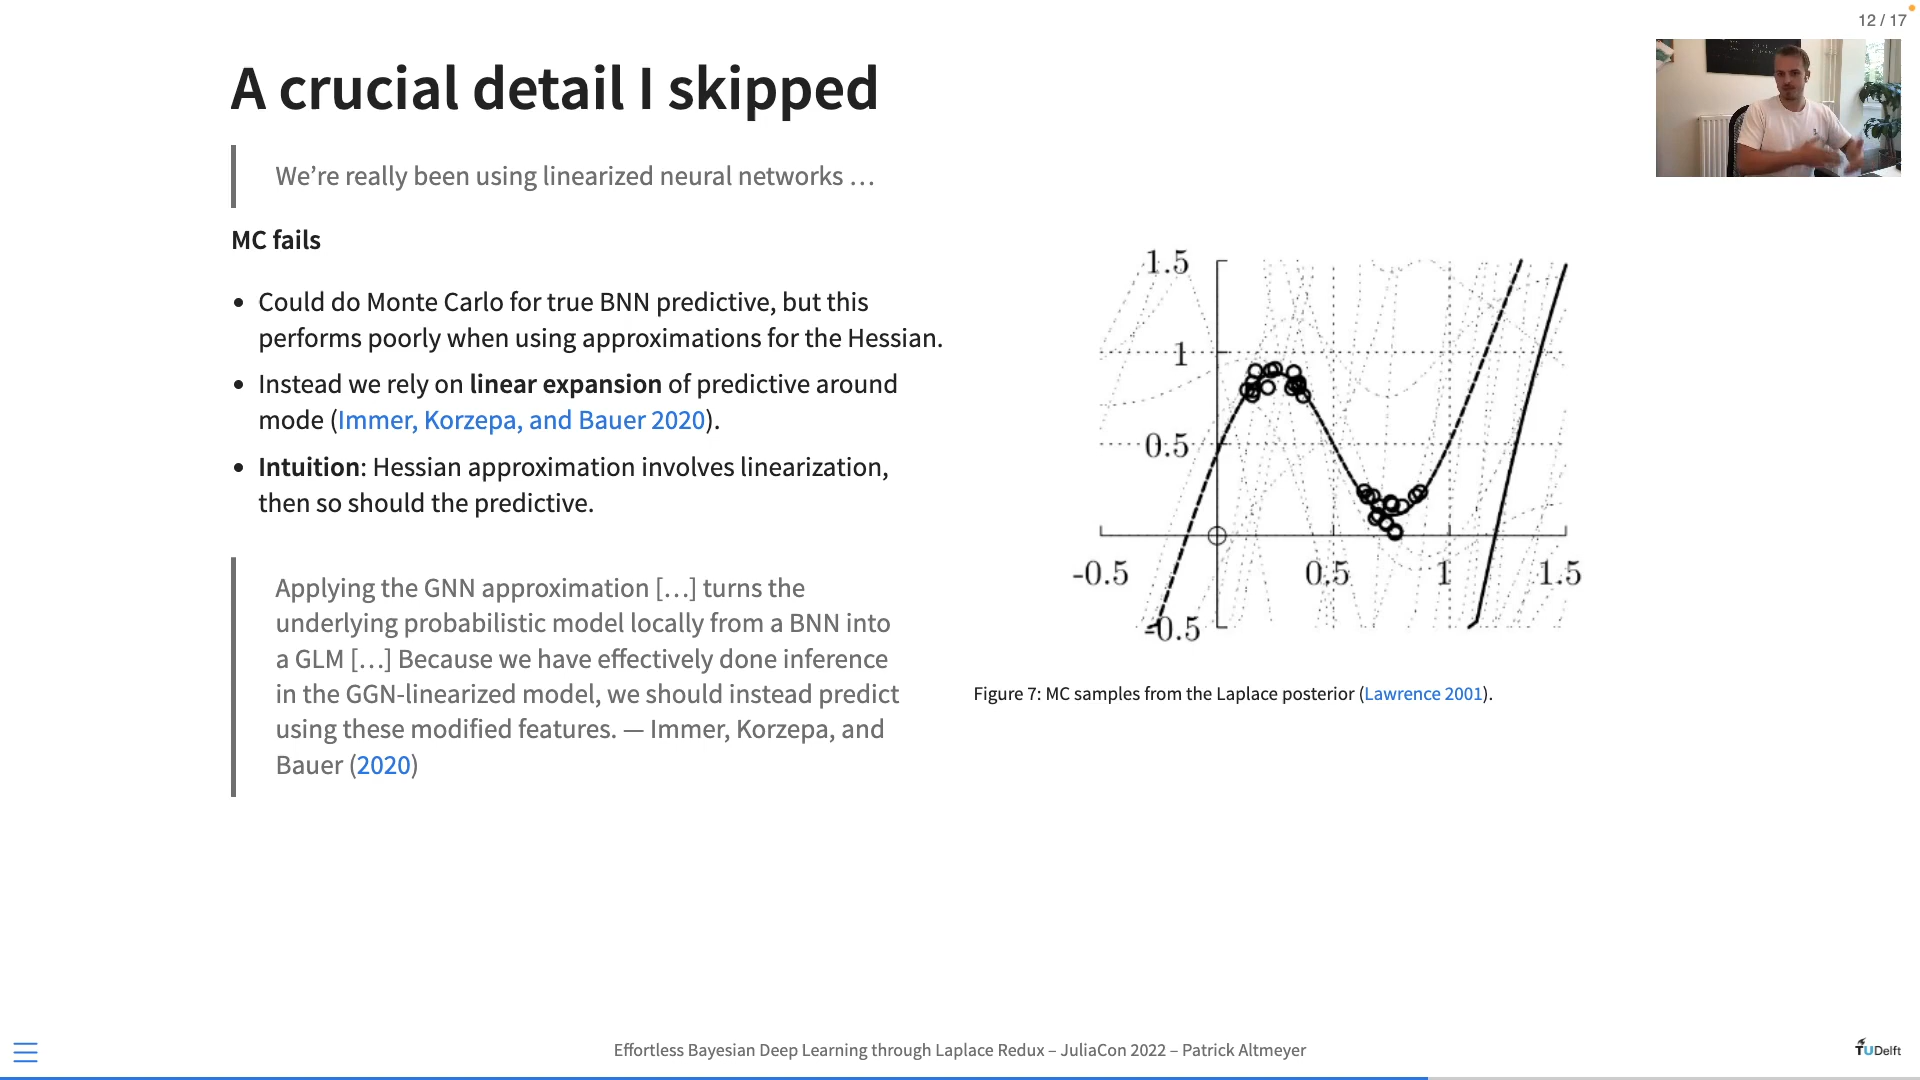 12 / 17
A crucial detail I skipped
We’re really been using linearized neural networks …
MC fails
• Could do Monte Carlo for true BNN predictive, but this
performs poorly when using approximations for the Hessian.
• Instead we rely on linear expansion of predictive around
mode (Immer, Korzepa, and Bauer 2020).
• Intuition: Hessian approximation involves linearization,
then so should the predictive.
Applying the GNN approximation […] turns the
underlying probabilistic model locally from a BNN into
a GLM […] Because we have effectively done inference
in the GGN-linearized model, we should instead predict
using these modified features. — Immer, Korzepa, and
Bauer (2020)
1.5
1
0.5
-0.5 0.5 1 1.5
-0.5
Figure 7: MC samples from the Laplace posterior (Lawrence 2001).
Effortless Bayesian Deep Learning through Laplace Redux – JuliaCon 2022 – Patrick Altmeyer
TUDelft